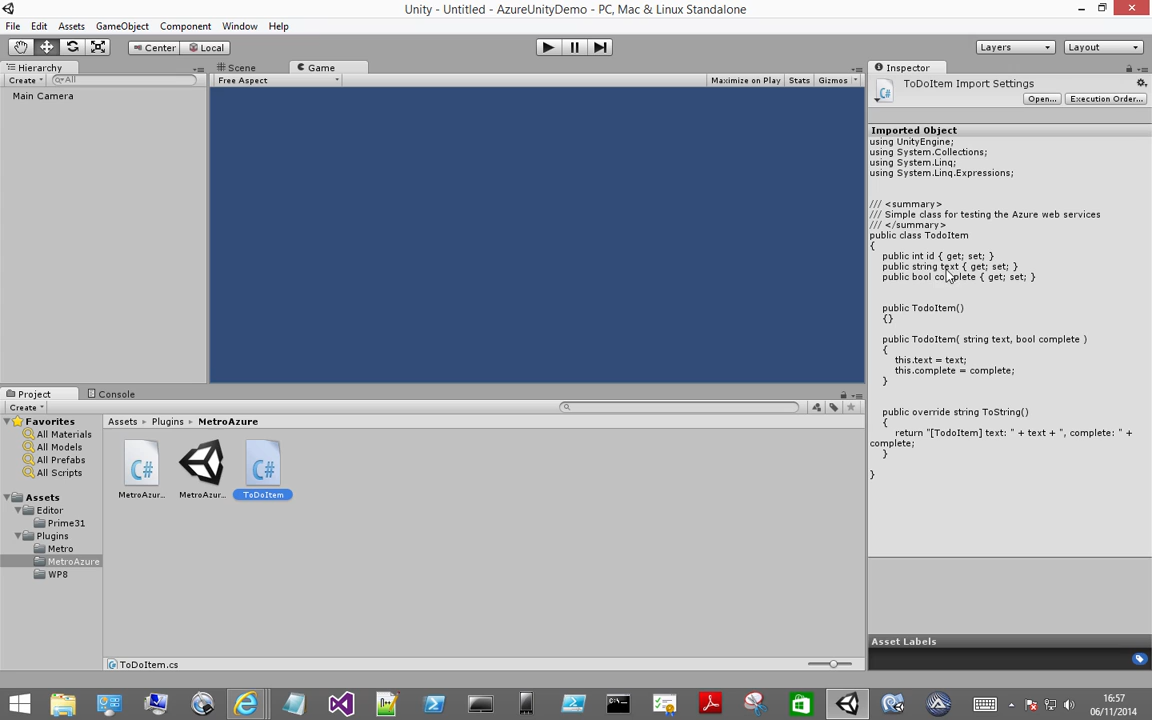 Unity - Untitled - AzureUnityDemo - PC, Mac & Linux Standalone
File Edit Assets GameObject Component Window Help
Center Local
Layers Layout
Hierarchy
Create All
Main Camera
Scene Game
Free Aspect Maximize on Play Stats Gizmos
Inspector
ToDoItem Import Settings
Open... Execution Order...
Imported Object
using UnityEngine;
using System.Collections;
using System.Linq;
using System.Linq.Expressions;
/// <summary>
/// Simple class for testing the Azure web services
/// </summary>
public class TodoItem
{
public int id { get; set; }
public string text { get; set; }
public bool complete { get; set; }
public TodoItem()
{}
public TodoItem( string text, bool complete )
{
this.text = text;
this.complete = complete;
}
public override string ToString()
{
return "[TodoItem] text: " + text + ", complete: " +
complete;
}
}
Asset Labels
Project Console
Create
Favorites
All Materials
All Models
All Prefabs
All Scripts
Assets
Editor
Prime31
Plugins
Metro
MetroAzure
WP8
Assets Plugins MetroAzure
C# C#
MetroAzur... MetroAzur... ToDoItem
ToDoItem.cs
16:57
06/11/2014